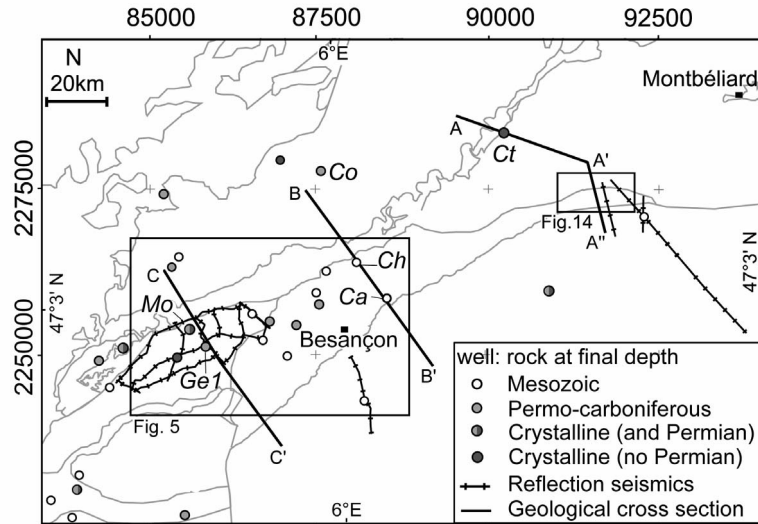 85000 87500 90000 92500
6°E
N
20km
Montbéliard
A
Ct
A'
Co
2275000
B
Fig.14
A"
47°3' N
C
Ch
47°3' N
Mo
Ca
Besançon
2250000
Ge1
B'
Fig. 5
C'
6°E
well: rock at final depth
Mesozoic
Permo-carboniferous
Crystalline (and Permian)
Crystalline (no Permian)
Reflection seismics
Geological cross section